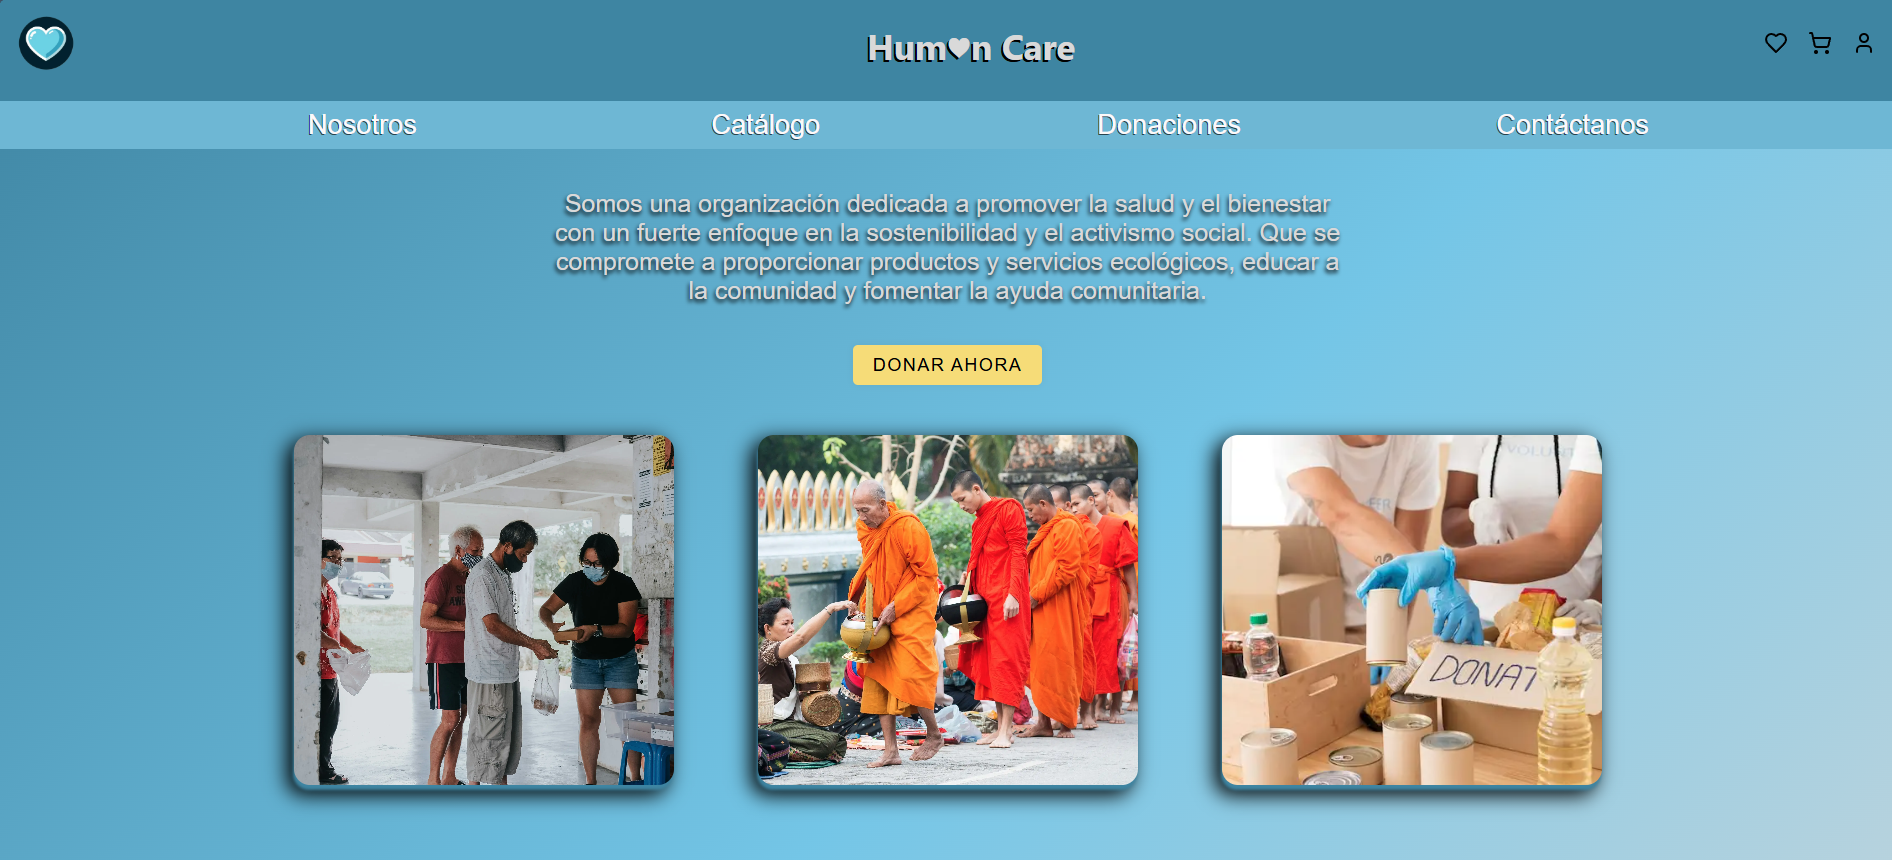 Hum n Care
Nosotros
Catálogo
Donaciones
Contáctanos
Somos una organización dedicada a promover la salud y el bienestar
con un fuerte enfoque en la sostenibilidad y el activismo social. Que se
compromete a proporcionar productos y servicios ecológicos, educar a
la comunidad y fomentar la ayuda comunitaria.
DONAR AHORA
VOLUNT
DONAT